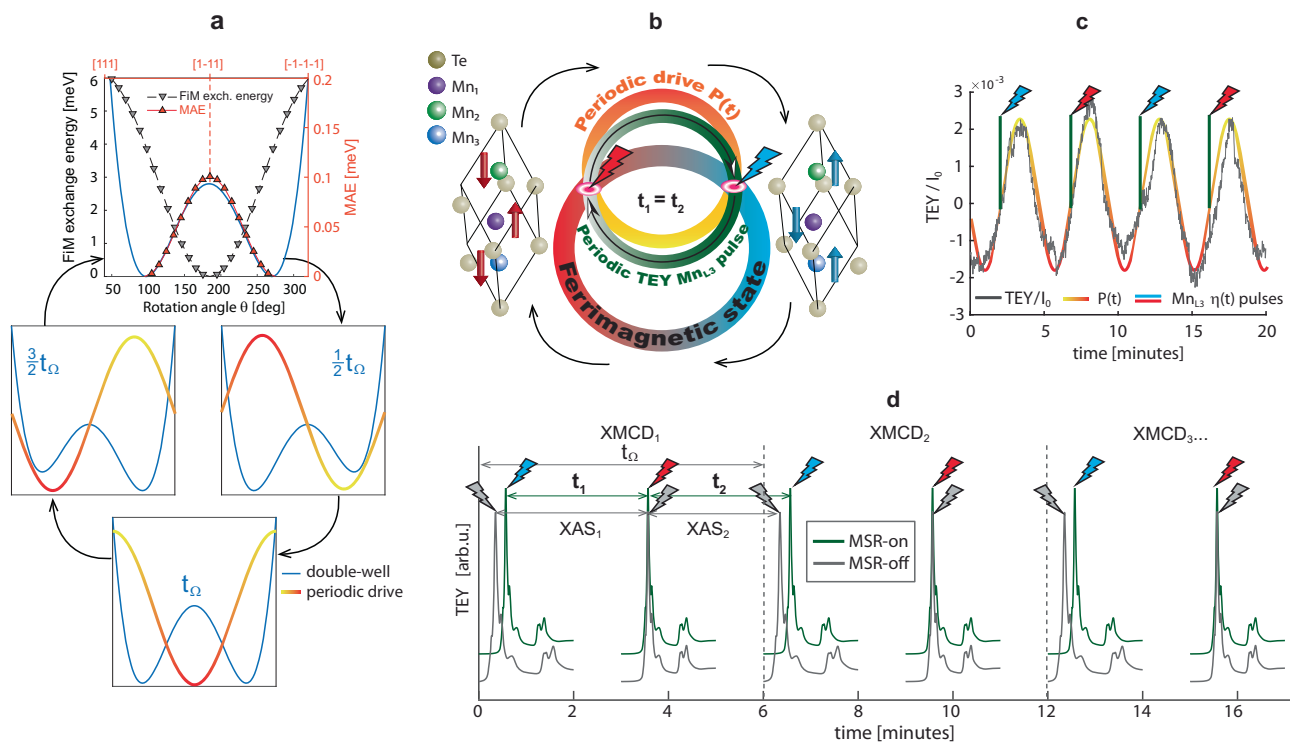 a
[111]
[1-11]
[-1-1-1]
FiM exchange energy [meV]
6
5
4
3
2
1
0
FiM exch. energy
MAE
0.2
0.15
0.1
0.05
0
MAE [meV]
50
100
150
200
250
300
Rotation angle θ [deg]
3/2 tΩ
1/2 tΩ
tΩ
double-well
periodic drive
b
Te
Mn1
Mn2
Mn3
Periodic drive P(t)
t1 = t2
Periodic TEY MnL3 pulse
Ferrimagnetic state
c
×10⁻³
TEY / I0
3
2
1
0
-1
-2
-3
TEY/I0
P(t)
MnL3 η(t) pulses
0
5
10
15
20
time [minutes]
d
XMCD1
XMCD2
XMCD3...
tΩ
t1
t2
XAS1
XAS2
MSR-on
MSR-off
TEY [arb.u.]
0
2
4
6
8
10
12
14
16
time [minutes]